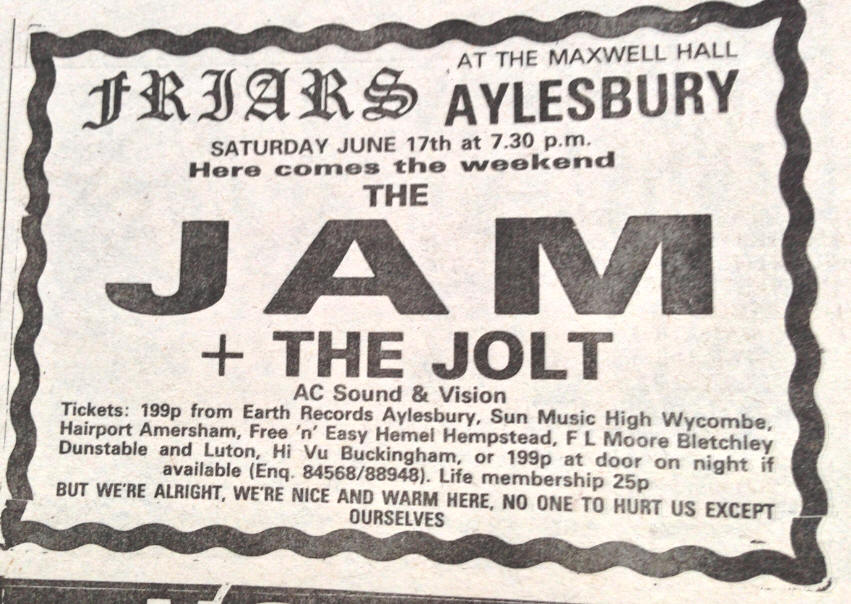 FRIARS AT THE MAXWELL HALL
AYLESBURY
SATURDAY JUNE 17th at 7.30 p.m.
Here comes the weekend
THE
JAM
+ THE JOLT
AC Sound & Vision
Tickets: 199p from Earth Records Aylesbury, Sun Music High Wycombe,
Hairport Amersham, Free 'n' Easy Hemel Hempstead, F L Moore Bletchley
Dunstable and Luton, Hi Vu Buckingham, or 199p at door on night if
available (Enq. 84568/88948). Life membership 25p
BUT WE'RE ALRIGHT, WE'RE NICE AND WARM HERE, NO ONE TO HURT US EXCEPT
OURSELVES